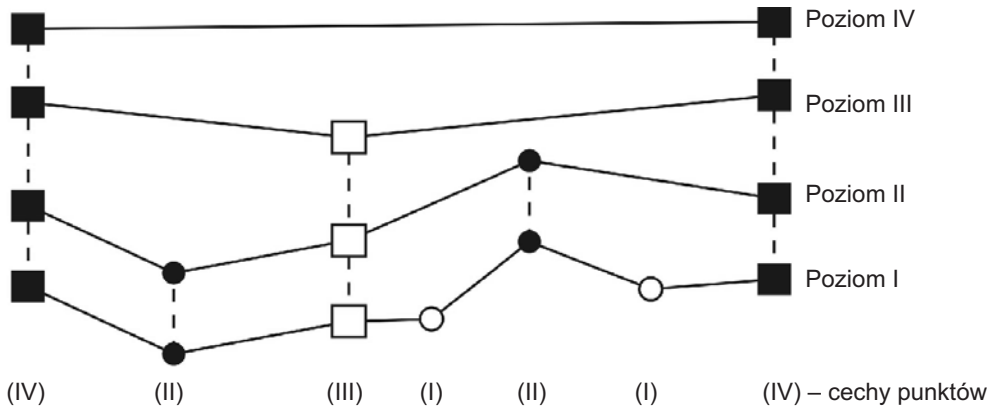 Poziom IV
Poziom III
Poziom II
Poziom I
(IV) (II) (III) (I) (II) (I) (IV) – cechy punktów